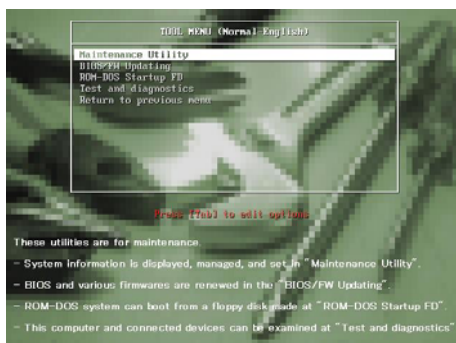 TOOL MENU (Normal-English)
Maintenance Utility
BIOS/FW Updating
ROM-DOS Startup FD
Test and diagnostics
Return to previous menu
Press [Tab] to edit options
These utilities are for maintenance.
- System information is displayed, managed, and set in "Maintenance Utility".
- BIOS and various firmwares are renewed in the "BIOS/FW Updating".
- ROM-DOS system can boot from a floppy disk made at "ROM-DOS Startup FD".
- This computer and connected devices can be examined at "Test and diagnostics"